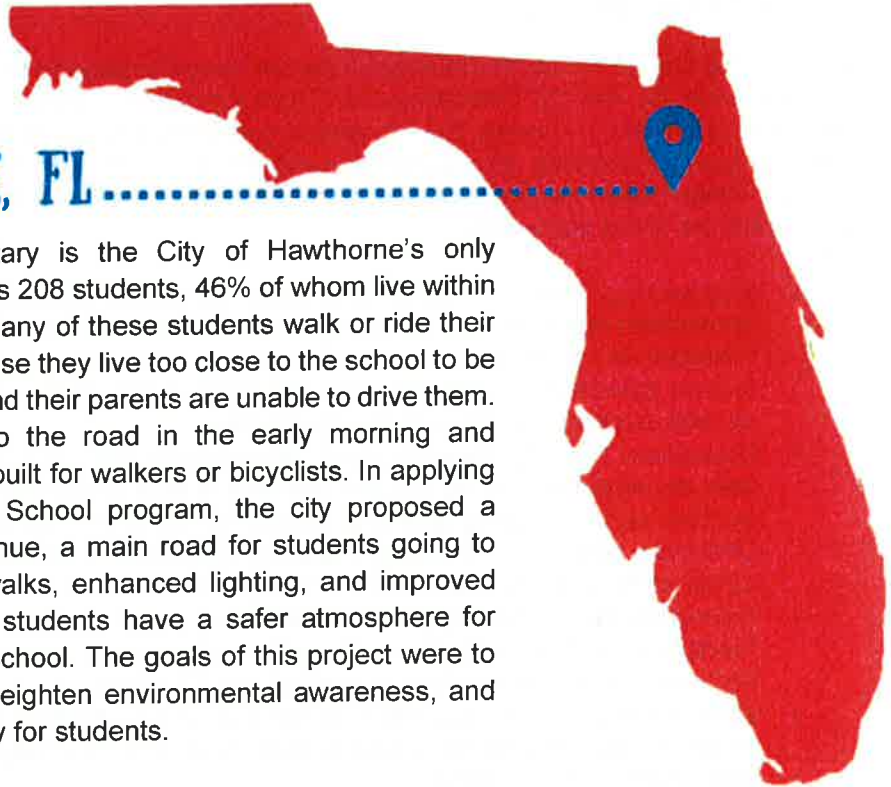 , FL
ary is the City of Hawthorne's only
s 208 students, 46% of whom live within
any of these students walk or ride their
se they live too close to the school to be
nd their parents are unable to drive them.
o the road in the early morning and
built for walkers or bicyclists. In applying
School program, the city proposed a
nue, a main road for students going to
valks, enhanced lighting, and improved
students have a safer atmosphere for
chool. The goals of this project were to
eighten environmental awareness, and
y for students.